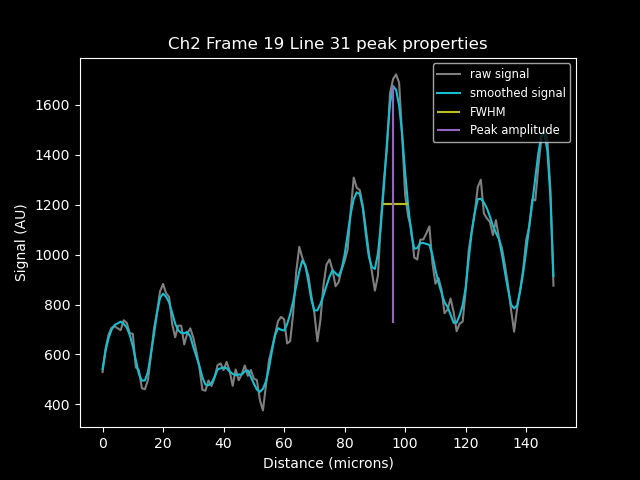 Ch2 Frame 19 Line 31 peak properties
raw signal
smoothed signal
FWHM
Peak amplitude
Signal (AU)
1600
1400
1200
1000
800
600
400
0 20 40 60 80 100 120 140
Distance (microns)